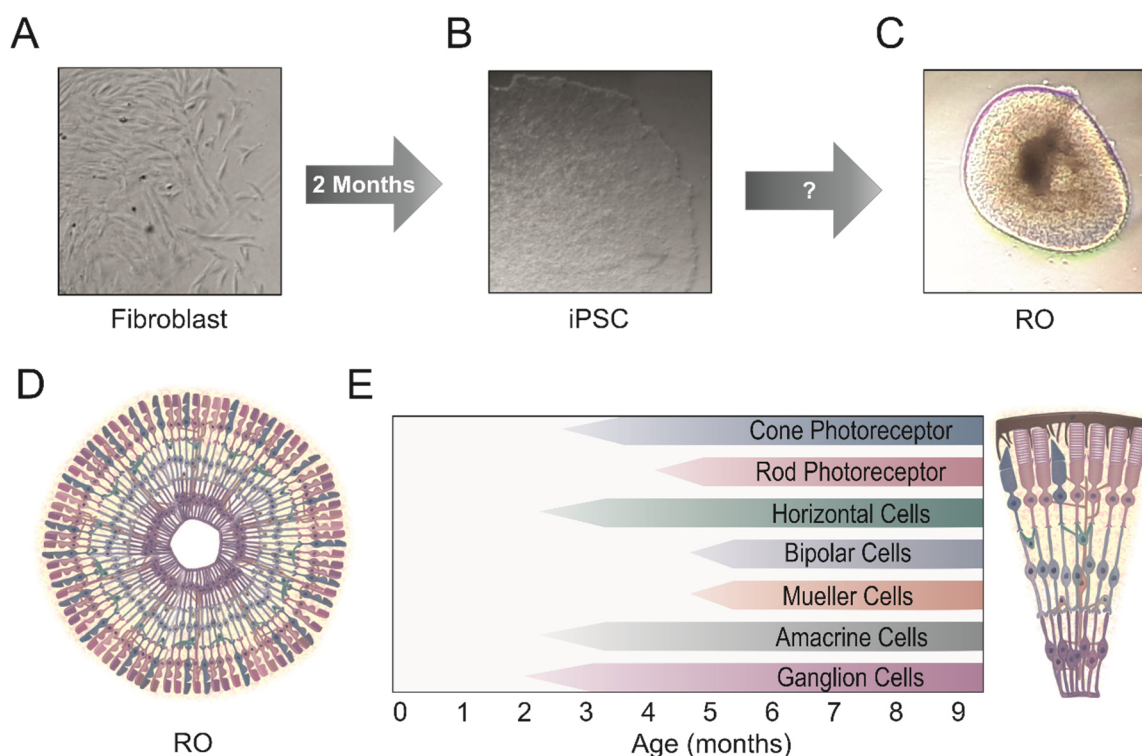 A
B
C
2 Months
?
Fibroblast
iPSC
RO
D
E
Cone Photoreceptor
Rod Photoreceptor
Horizontal Cells
Bipolar Cells
Mueller Cells
Amacrine Cells
Ganglion Cells
0 1 2 3 4 5 6 7 8 9
RO
Age (months)